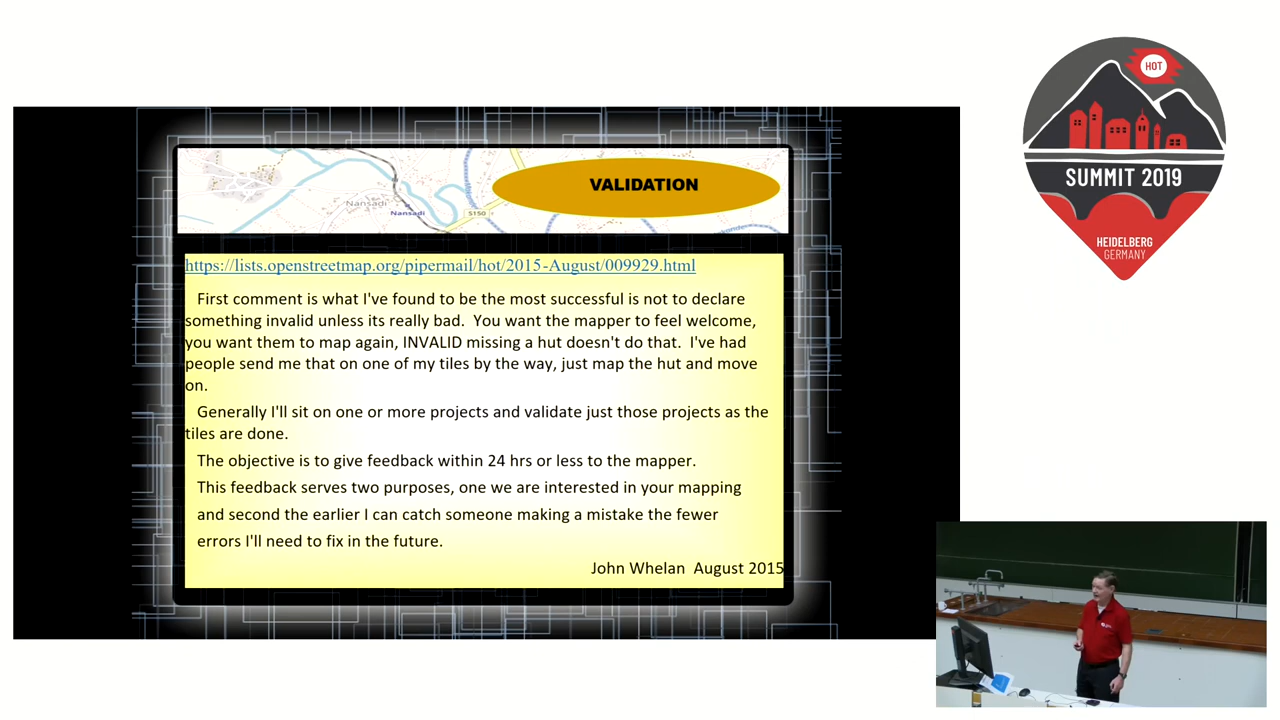 HOT
SUMMIT 2019
HEIDELBERG
GERMANY
VALIDATION
Nansadi
Nansadi
S150
https://lists.openstreetmap.org/pipermail/hot/2015-August/009929.html
First comment is what I've found to be the most successful is not to declare
something invalid unless its really bad. You want the mapper to feel welcome,
you want them to map again, INVALID missing a hut doesn't do that. I've had
people send me that on one of my tiles by the way, just map the hut and move
on.
Generally I'll sit on one or more projects and validate just those projects as the
tiles are done.
The objective is to give feedback within 24 hrs or less to the mapper.
This feedback serves two purposes, one we are interested in your mapping
and second the earlier I can catch someone making a mistake the fewer
errors I'll need to fix in the future.
John Whelan August 2015